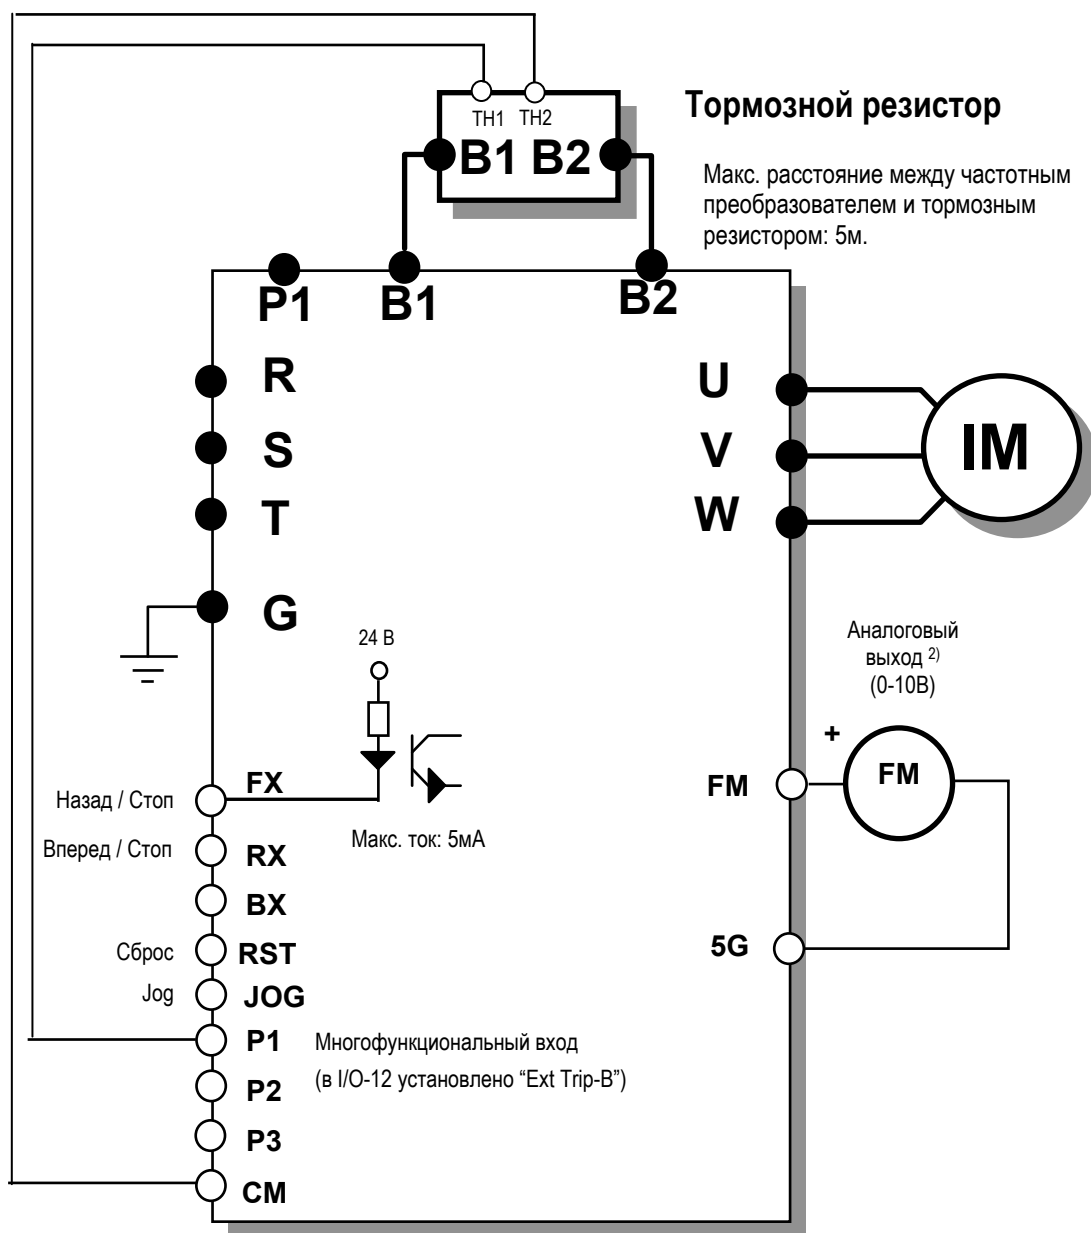 TH1 TH2
B1 B2
Тормозной резистор
Макс. расстояние между частотным
преобразователем и тормозным
резистором: 5м.
P1 B1 B2
R
S
T
G
U
V
W
IM
24 В
Аналоговый
выход 2)
(0-10В)
+
FM
FM
5G
Макс. ток: 5мА
Назад / Стоп FX
Вперед / Стоп RX
BX
Сброс RST
Jog JOG
P1 Многофункциональный вход
(в I/O-12 установлено “Ext Trip-B”)
P2
P3
CM